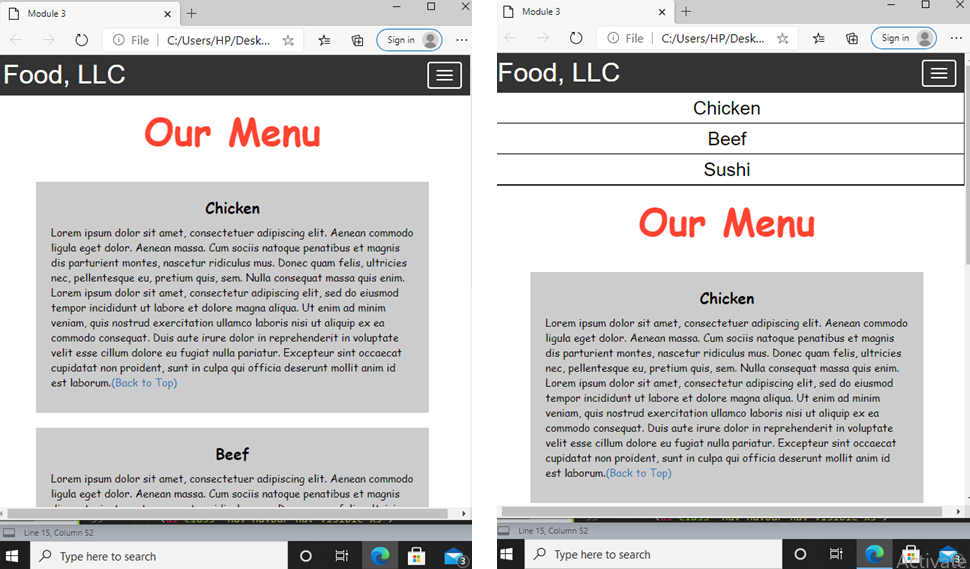 Module 3
File
C:/Users/HP/Desk...
Sign in
Food, LLC
Our Menu
Chicken
Lorem ipsum dolor sit amet, consectetuer adipiscing elit. Aenean commodo
ligula eget dolor. Aenean massa. Cum sociis natoque penatibus et magnis
dis parturient montes, nascetur ridiculus mus. Donec quam felis, ultricies
nec, pellentesque eu, pretium quis, sem. Nulla consequat massa quis enim.
Lorem ipsum dolor sit amet, consectetur adipiscing elit, sed do eiusmod
tempor incididunt ut labore et dolore magna aliqua. Ut enim ad minim
veniam, quis nostrud exercitation ullamco laboris nisi ut aliquip ex ea
commodo consequat. Duis aute irure dolor in reprehenderit in voluptate
velit esse cillum dolore eu fugiat nulla pariatur. Excepteur sint occaecat
cupidatat non proident, sunt in culpa qui officia deserunt mollit anim id
est laborum.(Back to Top)
Beef
Lorem ipsum dolor sit amet, consectetuer adipiscing elit. Aenean commodo
ligula eget dolor. Aenean massa. Cum sociis natoque penatibus et magnis
Line 15, Column 52
Type here to search
3
Module 3
File
C:/Users/HP/Desk...
Sign in
Food, LLC
Chicken
Beef
Sushi
Our Menu
Chicken
Lorem ipsum dolor sit amet, consectetuer adipiscing elit. Aenean commodo
ligula eget dolor. Aenean massa. Cum sociis natoque penatibus et magnis
dis parturient montes, nascetur ridiculus mus. Donec quam felis, ultricies
nec, pellentesque eu, pretium quis, sem. Nulla consequat massa quis enim.
Lorem ipsum dolor sit amet, consectetur adipiscing elit, sed do eiusmod
tempor incididunt ut labore et dolore magna aliqua. Ut enim ad minim
veniam, quis nostrud exercitation ullamco laboris nisi ut aliquip ex ea
commodo consequat. Duis aute irure dolor in reprehenderit in voluptate
velit esse cillum dolore eu fugiat nulla pariatur. Excepteur sint occaecat
cupidatat non proident, sunt in culpa qui officia deserunt mollit anim id
est laborum.(Back to Top)
Line 15, Column 52
Type here to search
3
Activate